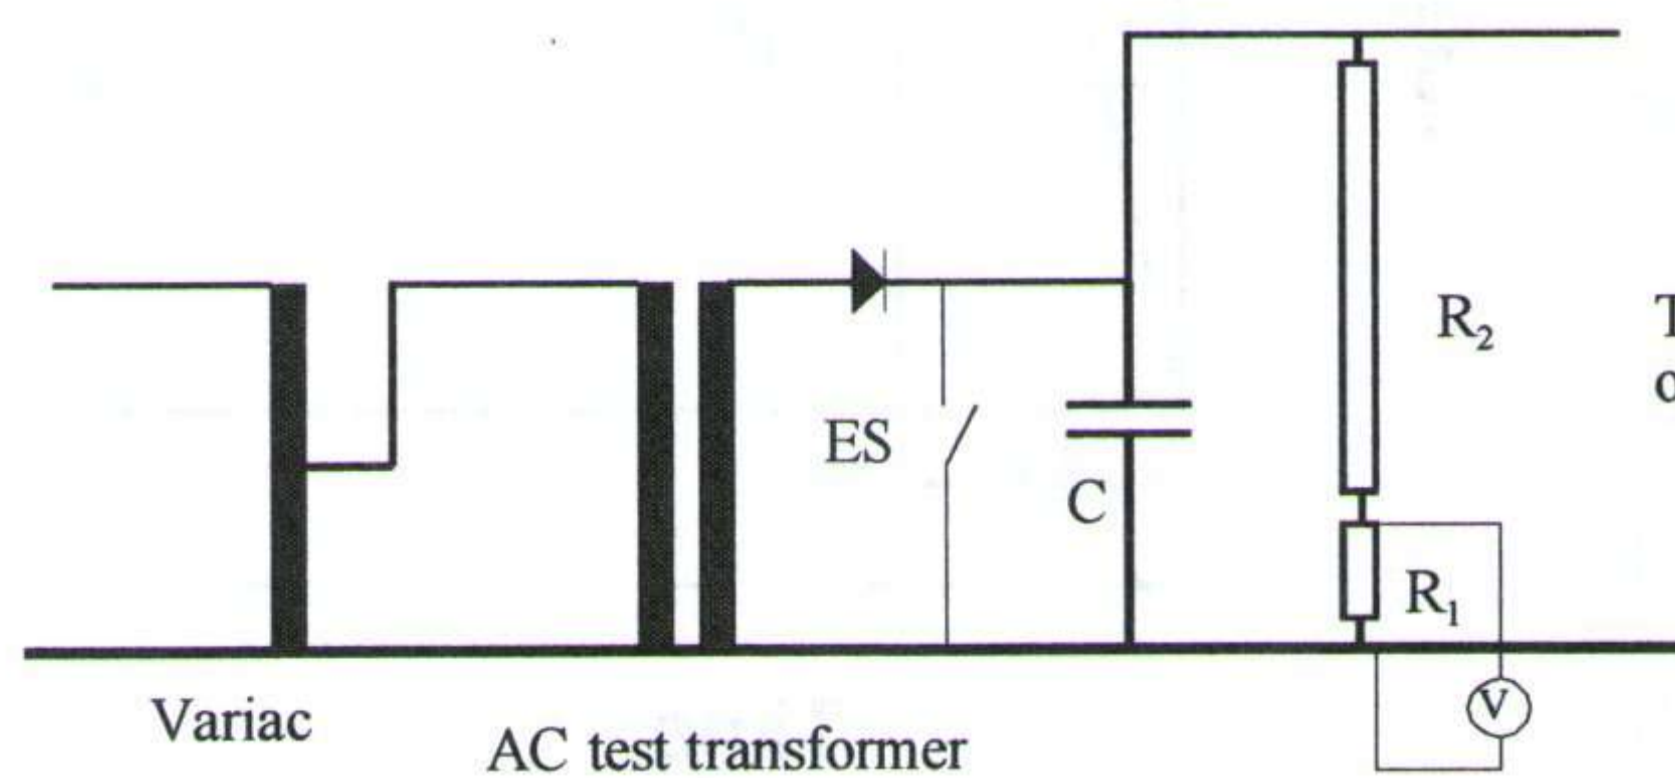 R₂
ES
C
R₁
V
Variac
AC test transformer